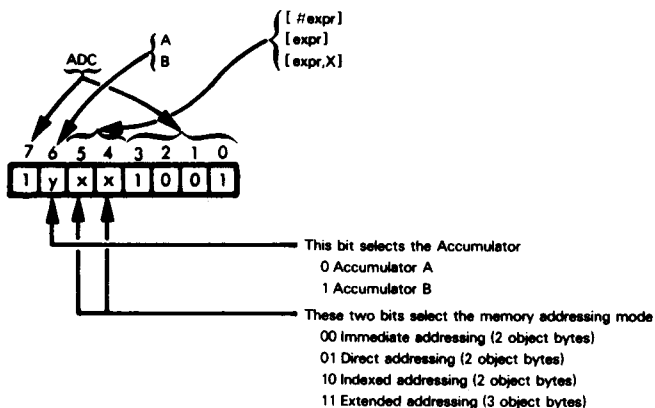 [ #expr]
[expr]
[expr,X]
A
B
ADC
7 6 5 4 3 2 1 0
1 y x x 1 0 0 1
This bit selects the Accumulator
0 Accumulator A
1 Accumulator B
These two bits select the memory addressing mode
00 Immediate addressing (2 object bytes)
01 Direct addressing (2 object bytes)
10 Indexed addressing (2 object bytes)
11 Extended addressing (3 object bytes)